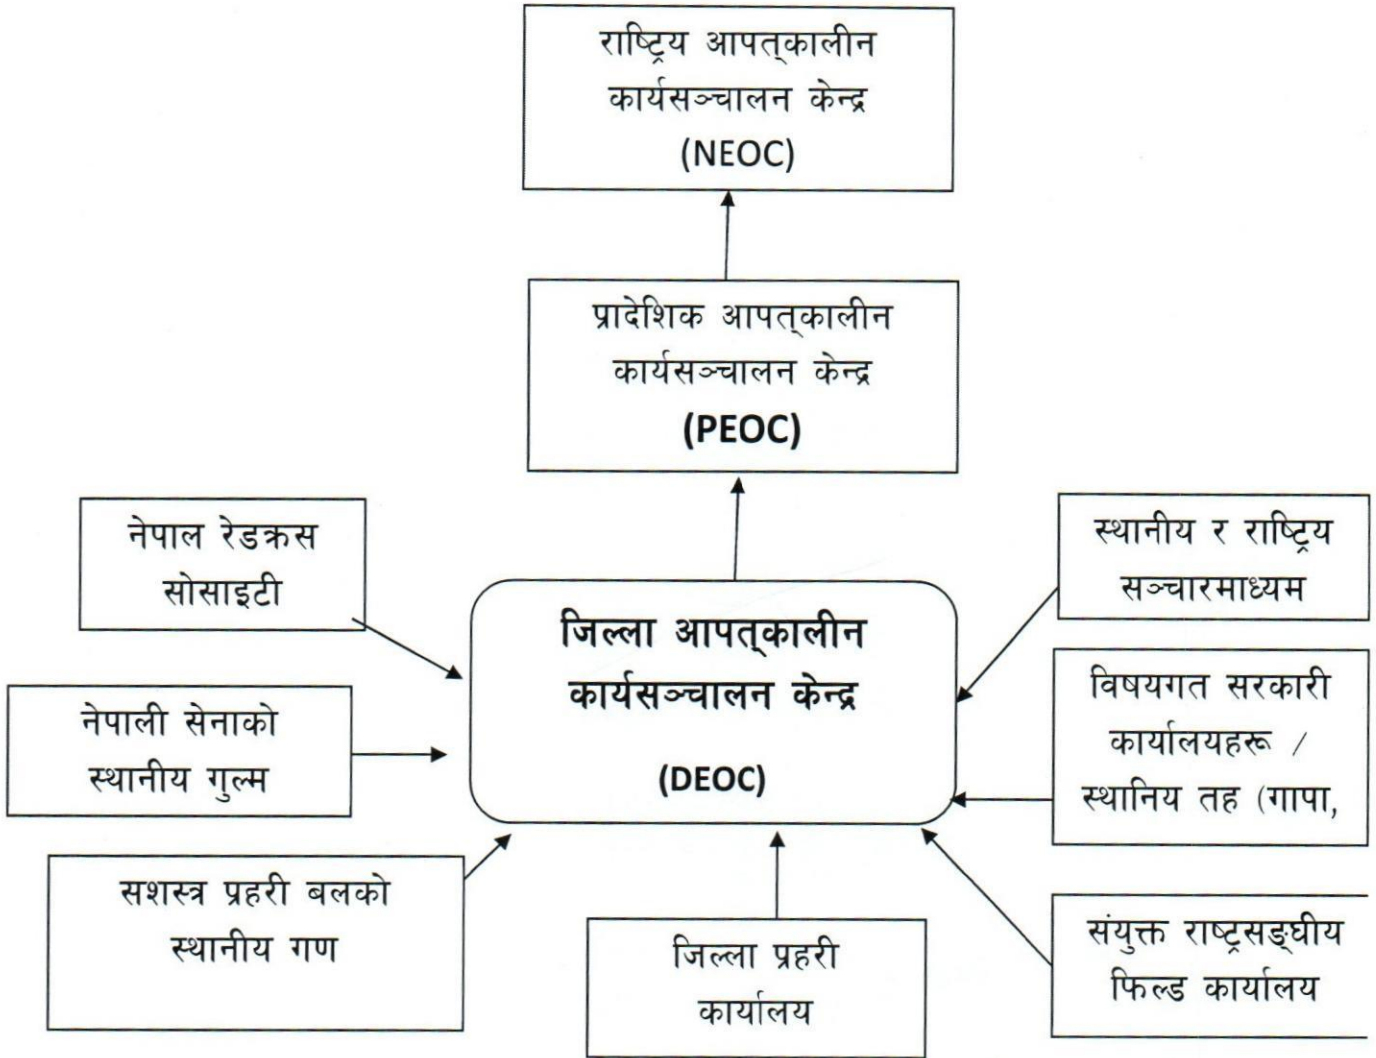 राष्ट्रिय आपत्‌कालीन
कार्यसञ्चालन केन्द्र
(NEOC)
प्रादेशिक आपत्‌कालीन
कार्यसञ्चालन केन्द्र
(PEOC)
नेपाल रेडक्रस
सोसाइटी
स्थानीय र राष्ट्रिय
सञ्चारमाध्यम
जिल्ला आपत्‌कालीन
कार्यसञ्चालन केन्द्र
(DEOC)
नेपाली सेनाको
स्थानीय गुल्म
विषयगत सरकारी
कार्यालयहरू /
स्थानिय तह (गापा,
सशस्त्र प्रहरी बलको
स्थानीय गण
जिल्ला प्रहरी
कार्यालय
संयुक्त राष्ट्रसङ्घीय
फिल्ड कार्यालय